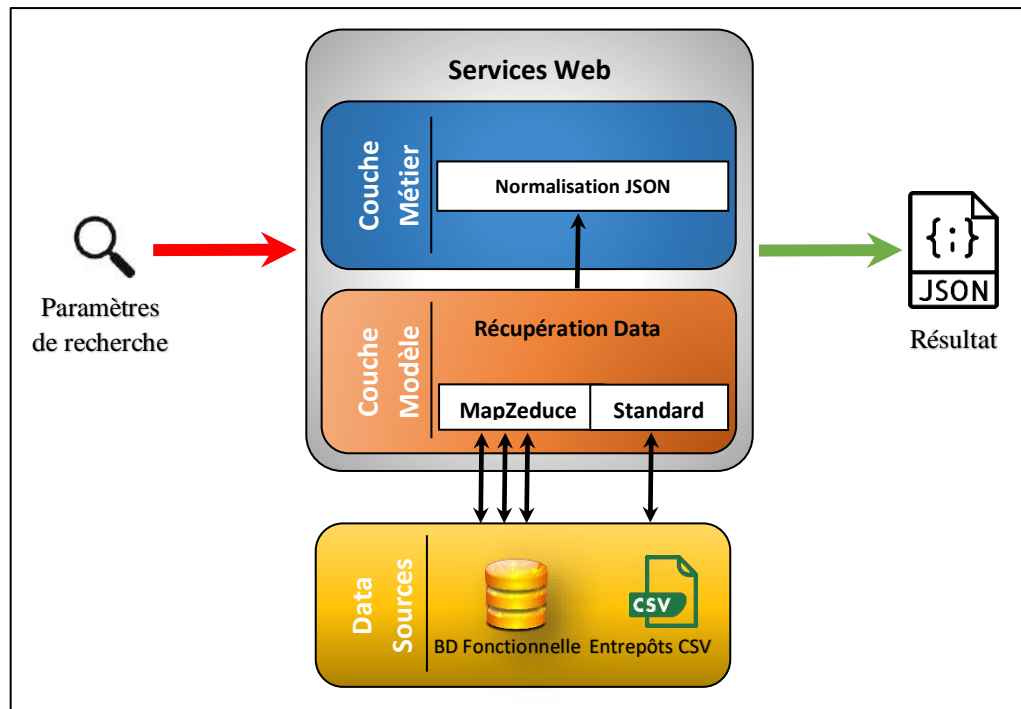 Services Web
Couche
Métier
Normalisation JSON
Paramètres
de recherche
{;}
JSON
Résultat
Couche
Modèle
Récupération Data
MapZeduce
Standard
Data
Sources
CSV
BD Fonctionnelle
Entrepôts CSV